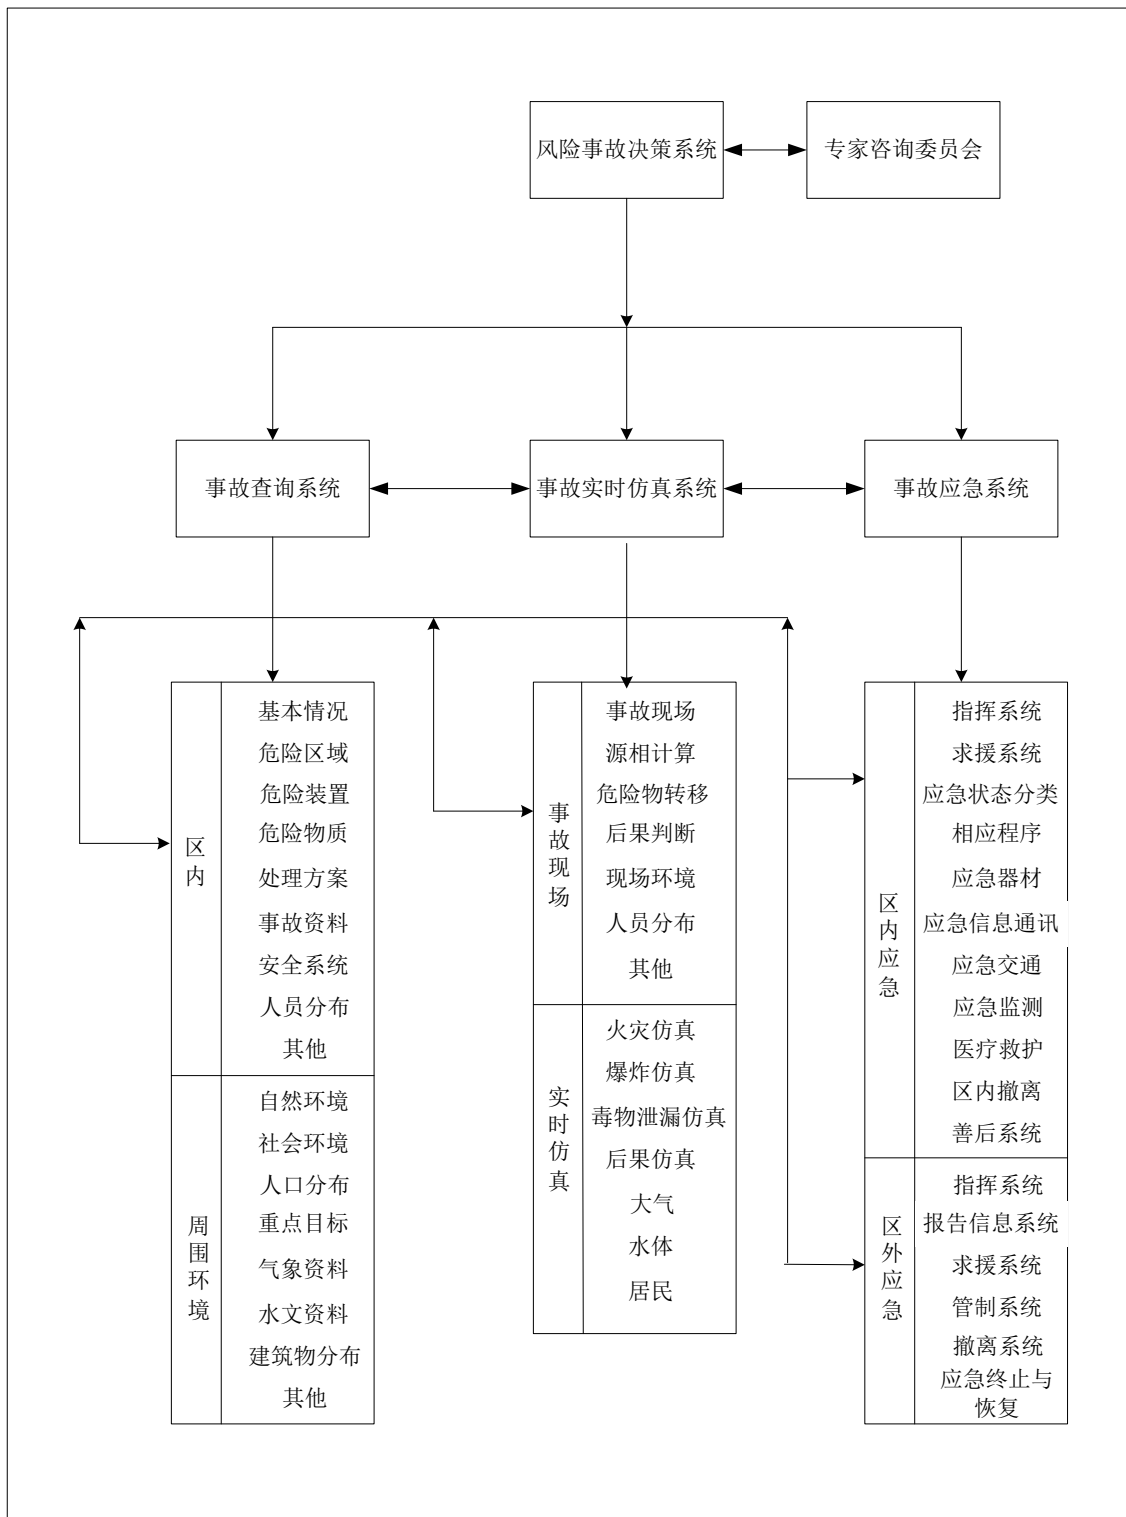 风险事故决策系统
专家咨询委员会
事故查询系统
事故实时仿真系统
事故应急系统
区内
基本情况
危险区域
危险装置
危险物质
处理方案
事故资料
安全系统
人员分布
其他
周围环境
自然环境
社会环境
人口分布
重点目标
气象资料
水文资料
建筑物分布
其他
事故现场
事故现场
源相计算
危险物转移
后果判断
现场环境
人员分布
其他
实时仿真
火灾仿真
爆炸仿真
毒物泄漏仿真
后果仿真
大气
水体
居民
区内应急
指挥系统
求援系统
应急状态分类
相应程序
应急器材
应急信息通讯
应急交通
应急监测
医疗救护
区内撤离
善后系统
区外应急
指挥系统
报告信息系统
求援系统
管制系统
撤离系统
应急终止与
恢复